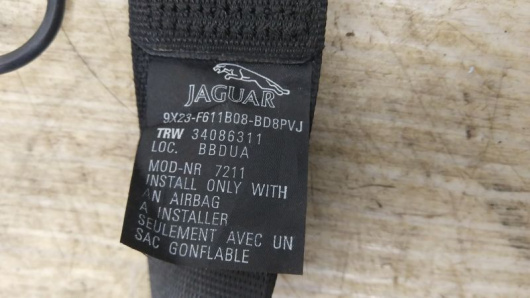 JAGUAR
9X23-F611B08-BD8PVJ
TRW 34086311
LOC. BBDUA
MOD-NR 7211
INSTALL ONLY WITH
AN AIRBAG
A INSTALLER
SEULEMENT AVEC UN
SAC GONFLABLE